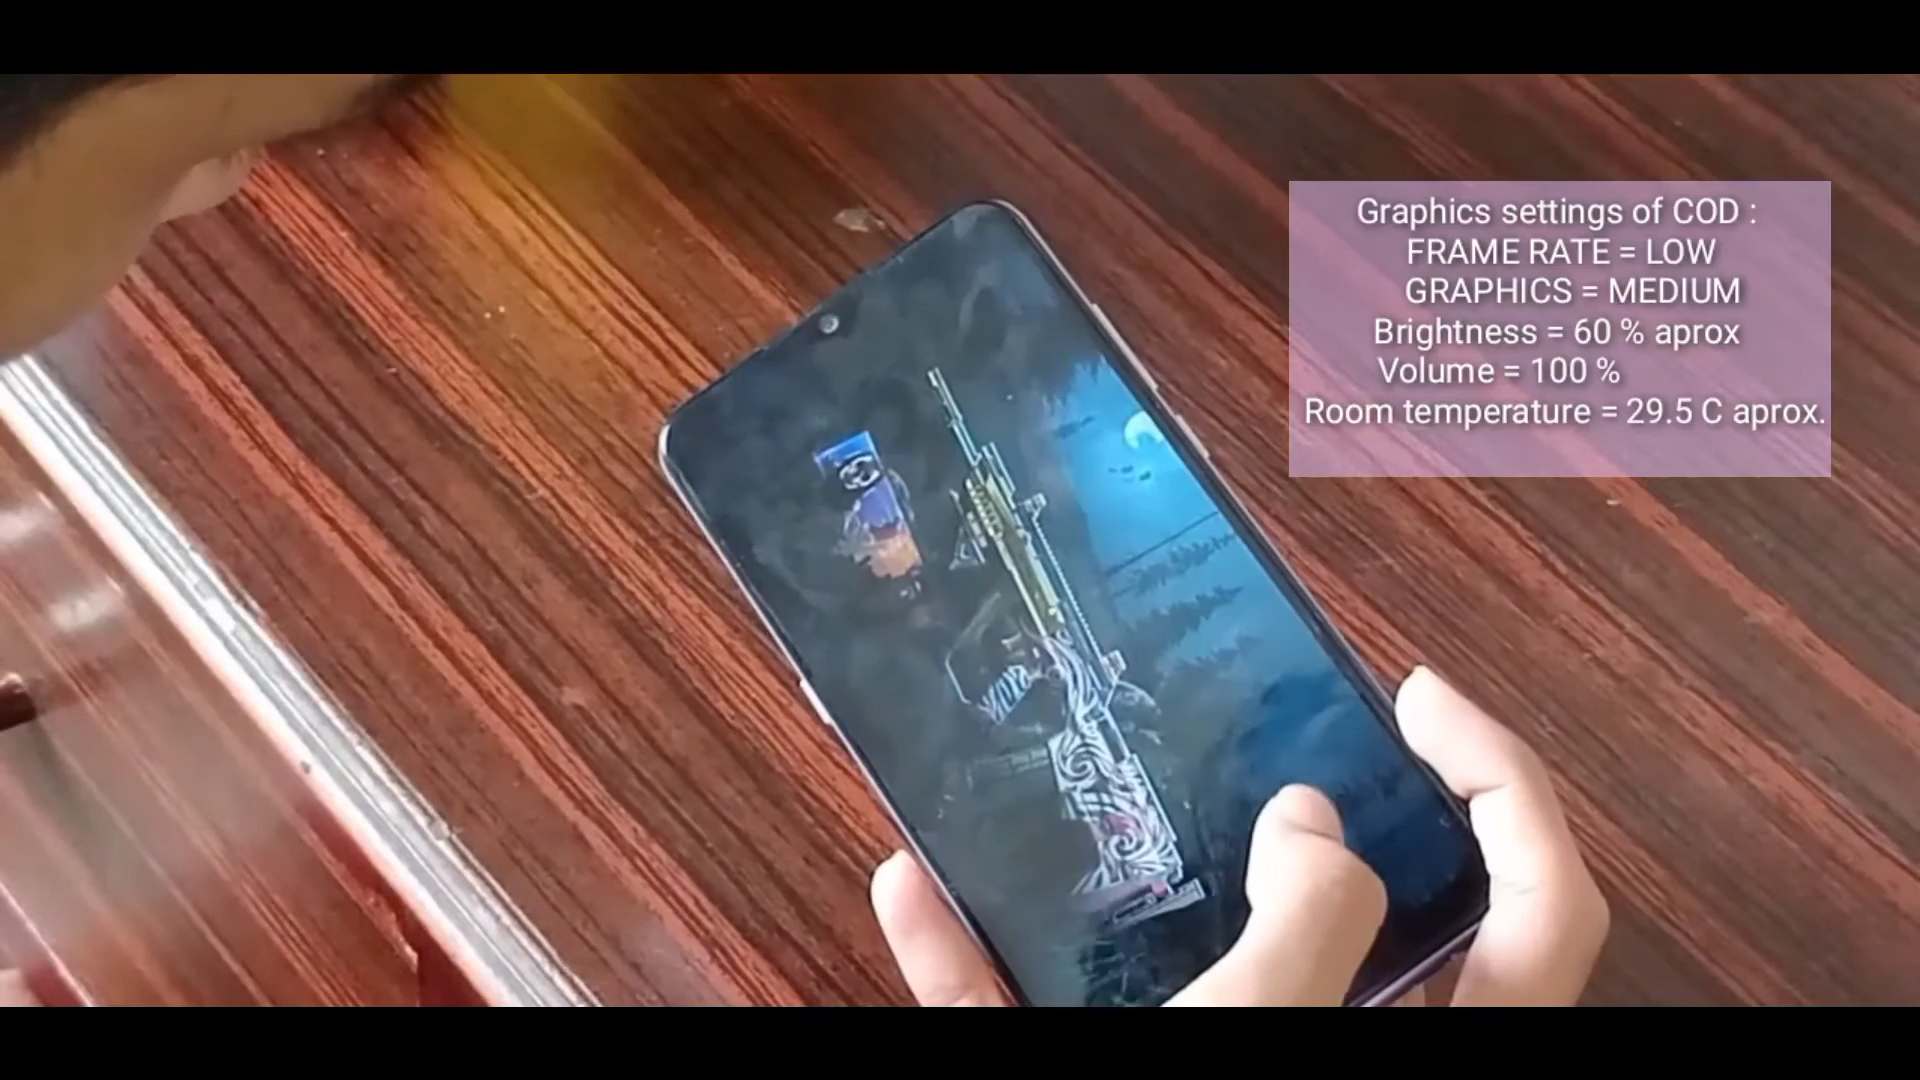 Graphics settings of COD :
FRAME RATE = LOW
GRAPHICS = MEDIUM
Brightness = 60 % aprox
Volume = 100 %
Room temperature = 29.5 C aprox.